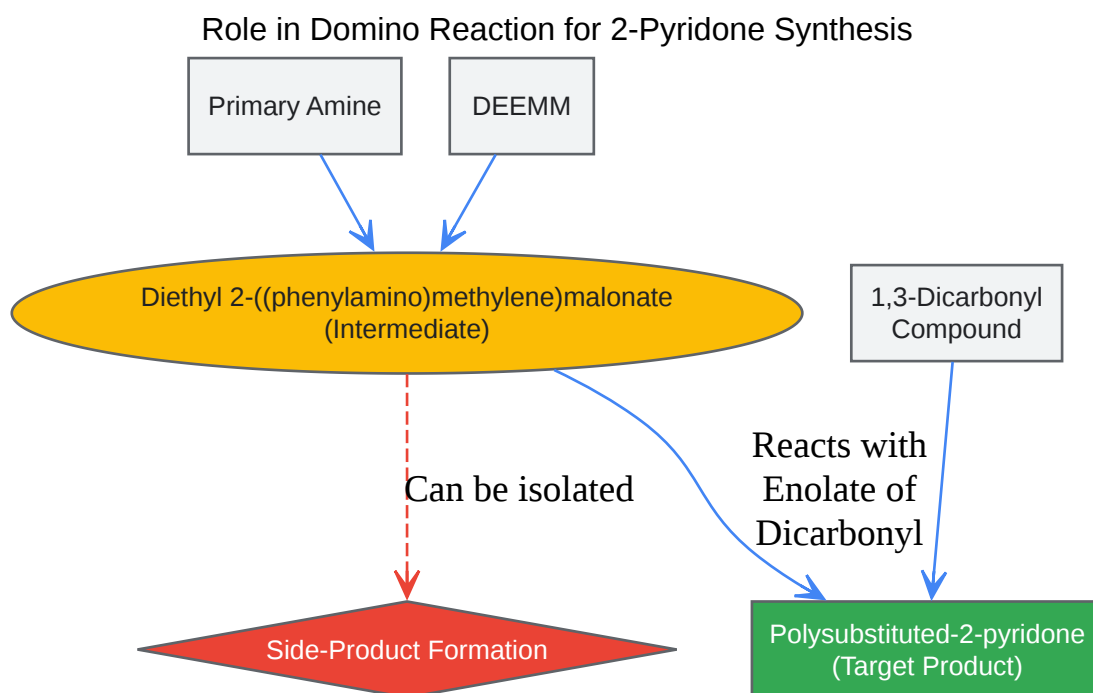 Role in Domino Reaction for 2-Pyridone Synthesis
Primary Amine
DEEMM
Diethyl 2-((phenylamino)methylene)malonate
(Intermediate)
1,3-Dicarbonyl
Compound
Can be isolated
Reacts with
Enolate of
Dicarbonyl
Side-Product Formation
Polysubstituted-2-pyridone
(Target Product)